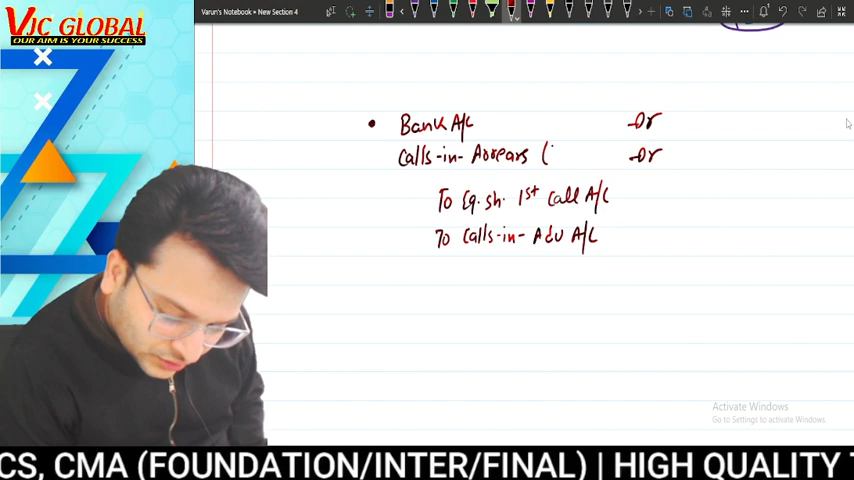 VJC GLOBAL
OUR AIM IS YOUR SUCCESS
Varun's Notebook • New Section 4
• Bank A/c -Dr
Calls-in-Arrears ( -Dr
To Eq. sh. 1st Call A/c
To Calls-in-Adv A/c
Activate Windows
Go to Settings to activate Windows.
CS, CMA (FOUNDATION/INTER/FINAL) | HIGH QUALITY